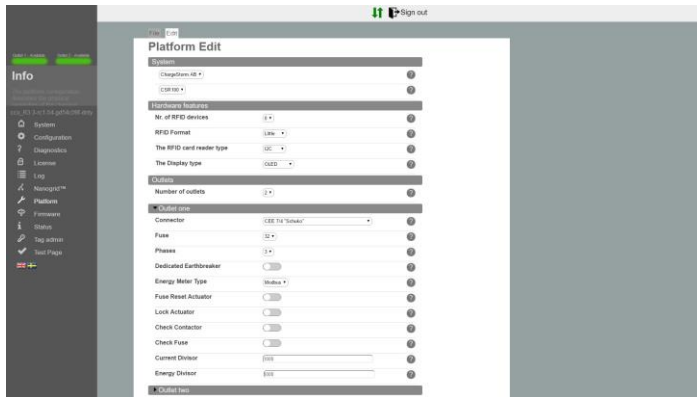 Sign out
File Edit
Platform Edit
System
ChargeStorm AB
CSR100
Hardware features
Nr. of RFID devices
RFID Format
Little
The RFID card reader type
I2C
The Display type
OLED
Outlets
Number of outlets
2
Outlet one
Connector
CEE 7/4 "Schuko"
Fuse
32
Phases
3
Dedicated Earthbreaker
Energy Meter Type
Modbus
Fuse Reset Actuator
Lock Actuator
Check Contactor
Check Fuse
Current Divisor
Energy Divisor
Outlet two
Info
System
Configuration
Diagnostics
License
Log
Nanogrid™
Platform
Firmware
Status
Tag admin
Test Page